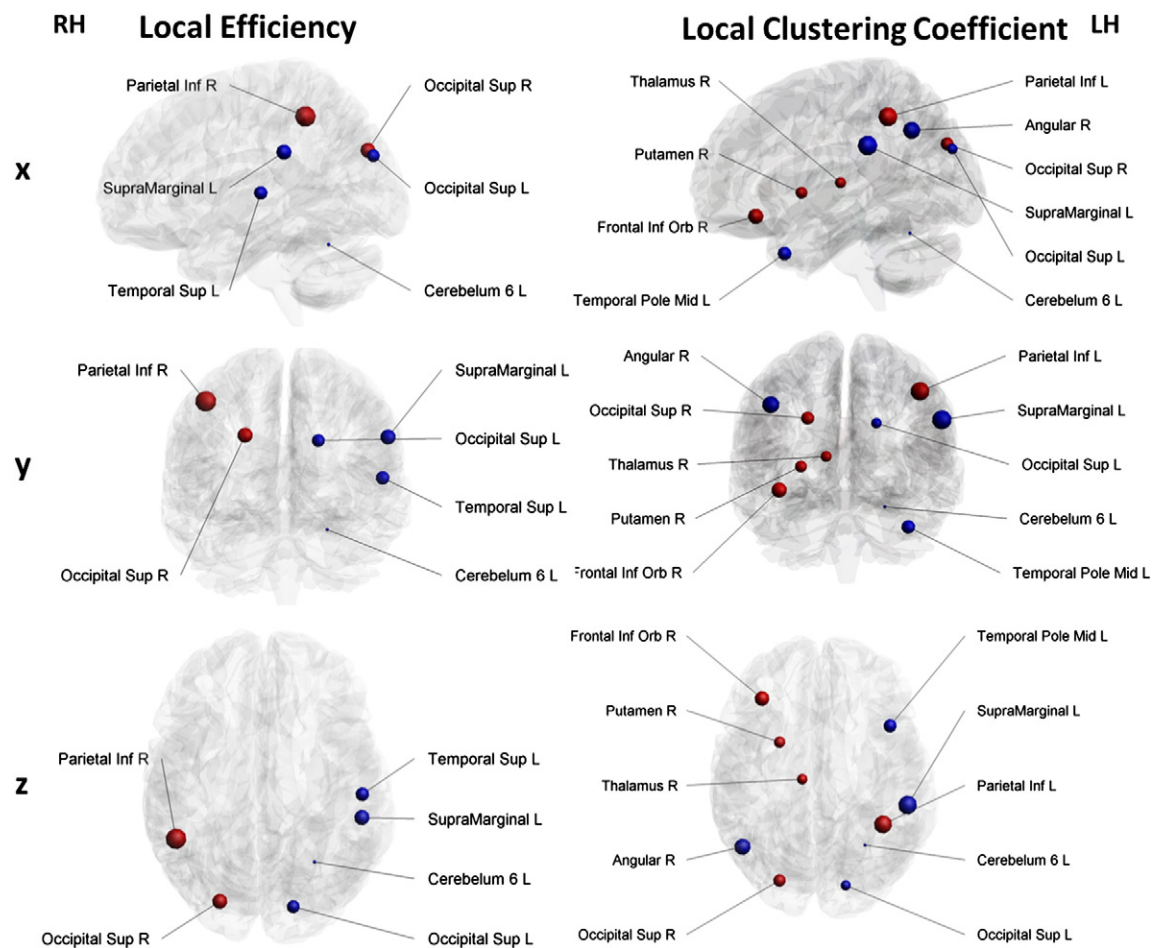 RH Local Efficiency Local Clustering Coefficient LH
x
Parietal Inf R
Occipital Sup R
SupraMarginal L
Occipital Sup L
Temporal Sup L
Cerebelum 6 L
Thalamus R
Parietal Inf L
Angular R
Putamen R
Occipital Sup R
SupraMarginal L
Frontal Inf Orb R
Occipital Sup L
Temporal Pole Mid L
Cerebelum 6 L
y
Parietal Inf R
SupraMarginal L
Occipital Sup L
Temporal Sup L
Occipital Sup R
Cerebelum 6 L
Angular R
Parietal Inf L
Occipital Sup R
SupraMarginal L
Thalamus R
Occipital Sup L
Putamen R
Cerebelum 6 L
Frontal Inf Orb R
Temporal Pole Mid L
z
Parietal Inf R
Temporal Sup L
SupraMarginal L
Cerebelum 6 L
Occipital Sup R
Occipital Sup L
Frontal Inf Orb R
Temporal Pole Mid L
Putamen R
SupraMarginal L
Thalamus R
Parietal Inf L
Angular R
Cerebelum 6 L
Occipital Sup R
Occipital Sup L